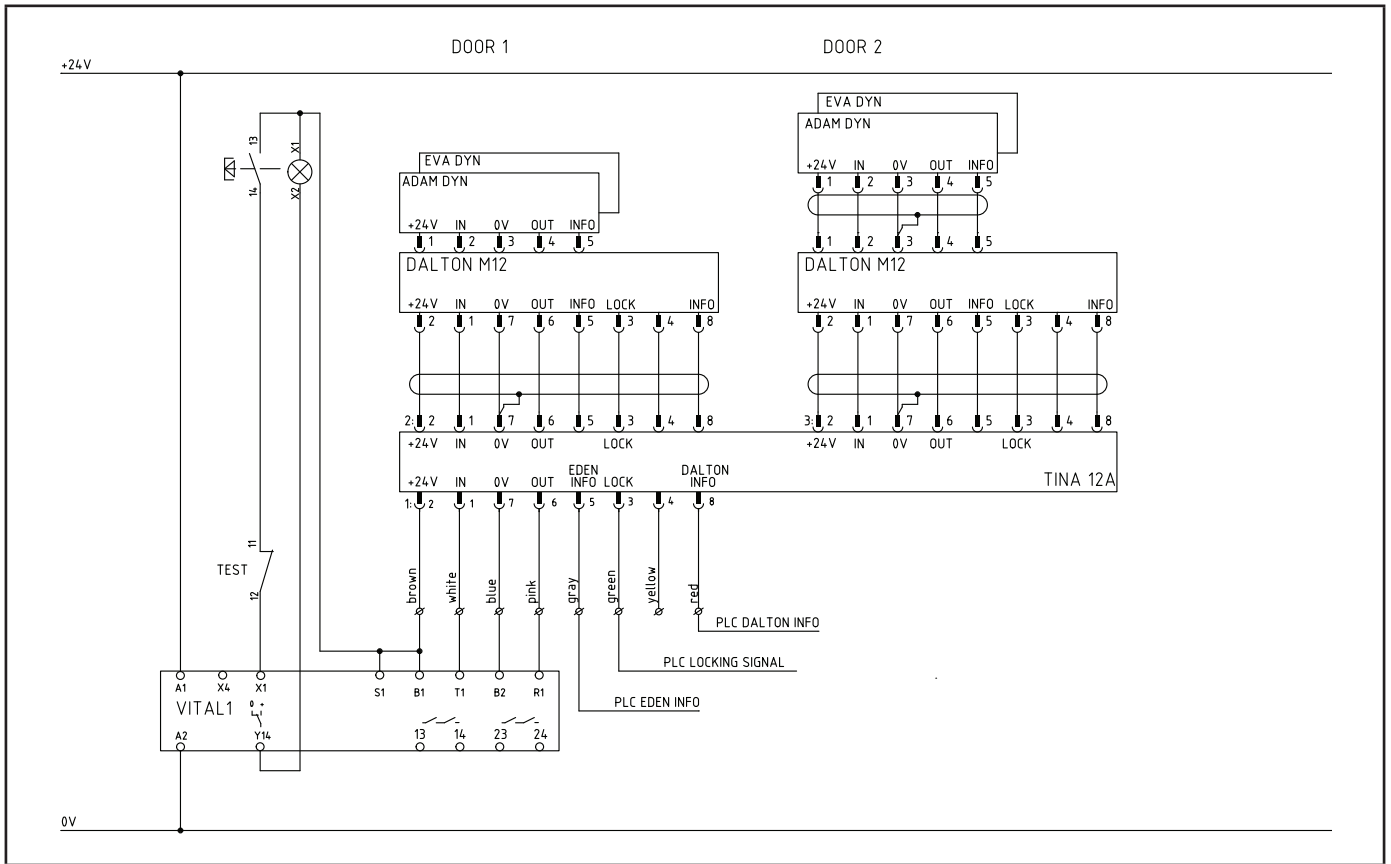 DOOR 1 DOOR 2
+24V
EVA DYN
ADAM DYN
13 X1
EVA DYN
+24V IN 0V OUT INFO
ADAM DYN
1 2 3 4 5
14 X2
+24V IN 0V OUT INFO
1 2 3 4 5 1 2 3 4 5
DALTON M12 DALTON M12
+24V IN 0V OUT INFO LOCK INFO +24V IN 0V OUT INFO LOCK INFO
2 1 7 6 5 3 4 8 2 1 7 6 5 3 4 8
2: 2 1 7 6 5 3 4 8 3: 2 1 7 6 5 3 4 8
+24V IN 0V OUT LOCK +24V IN 0V OUT LOCK
EDEN DALTON
+24V IN 0V OUT INFO LOCK INFO TINA 12A
1: 2 1 7 6 5 3 4 8
11
TEST
12
brown white blue pink gray green yellow red
PLC DALTON INFO
PLC LOCKING SIGNAL
A1 X4 X1 S1 B1 T1 B2 R1
PLC EDEN INFO
VITAL1 0 +
A2 Y14 13 14 23 24
0V